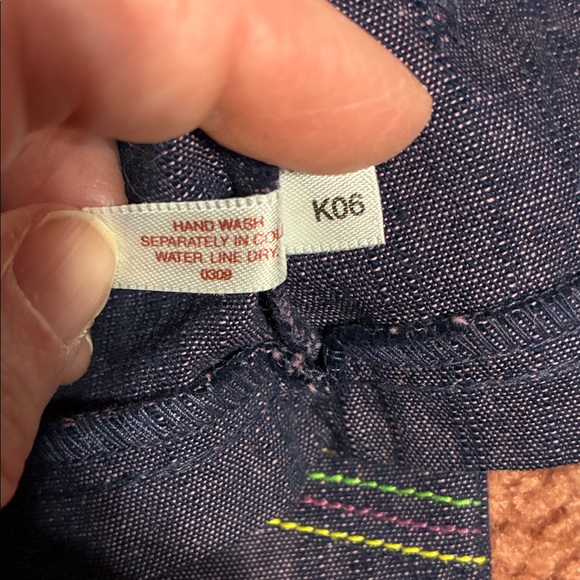 HAND WASH
SEPARATELY IN COL
WATER. LINE DRY.
0309
K06